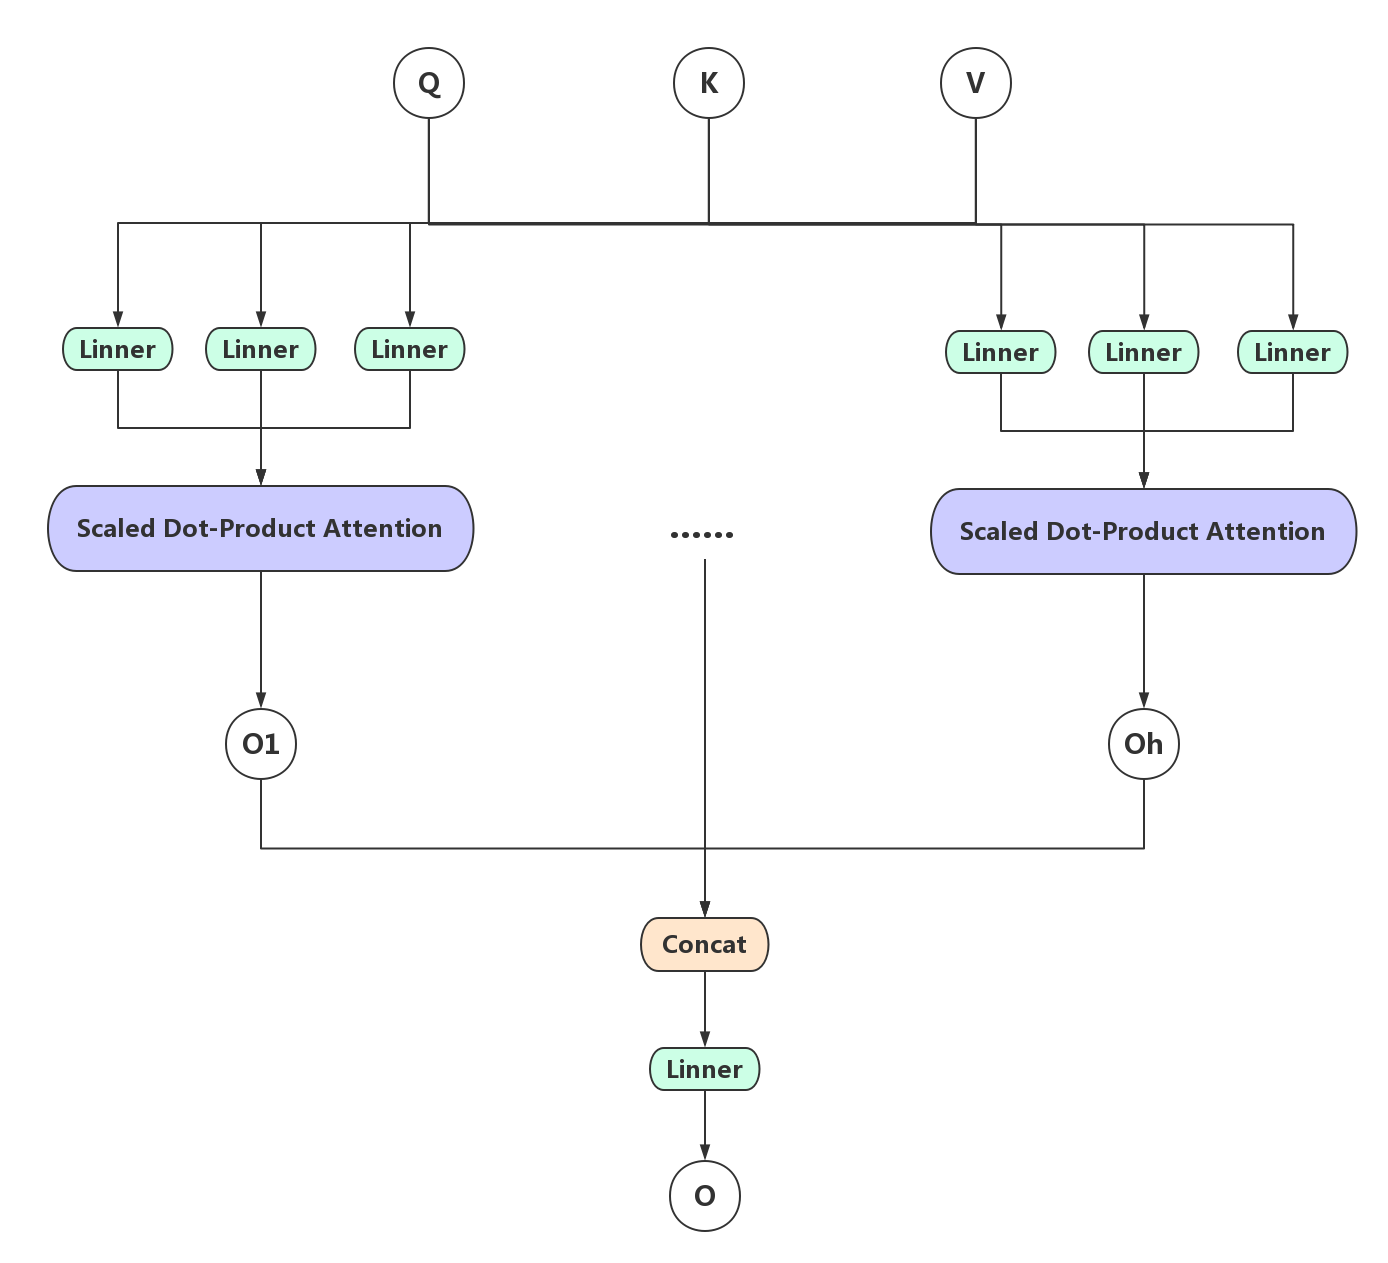 Q
K
V
Linner
Linner
Linner
Linner
Linner
Linner
Scaled Dot-Product Attention
......
Scaled Dot-Product Attention
O1
Oh
Concat
Linner
O